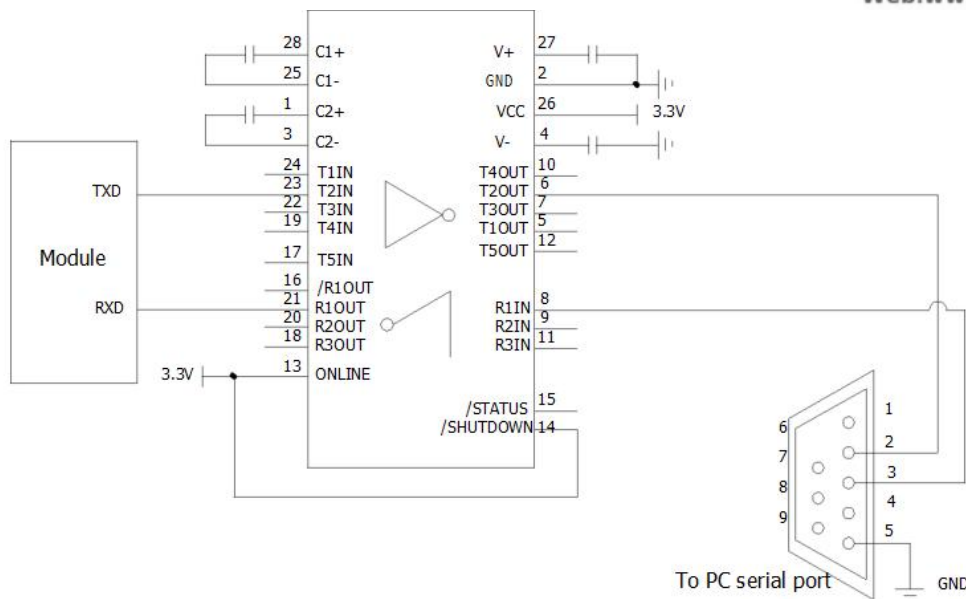 28 C1+ V+ 27
25 C1- GND 2
1 C2+ VCC 26 3.3V
3 C2- V- 4
24 T1IN T4OUT 10
TXD 23 T2IN T2OUT 6
22 T3IN T3OUT 7
19 T4IN T1OUT 5
17 T5IN T5OUT 12
Module
16 /R1OUT
RXD 21 R1OUT R1IN 8
20 R2OUT R2IN 9
18 R3OUT R3IN 11
3.3V 13 ONLINE
/STATUS 15
/SHUTDOWN 14
1
6
2
7
3
8
4
9
5
To PC serial port
GND